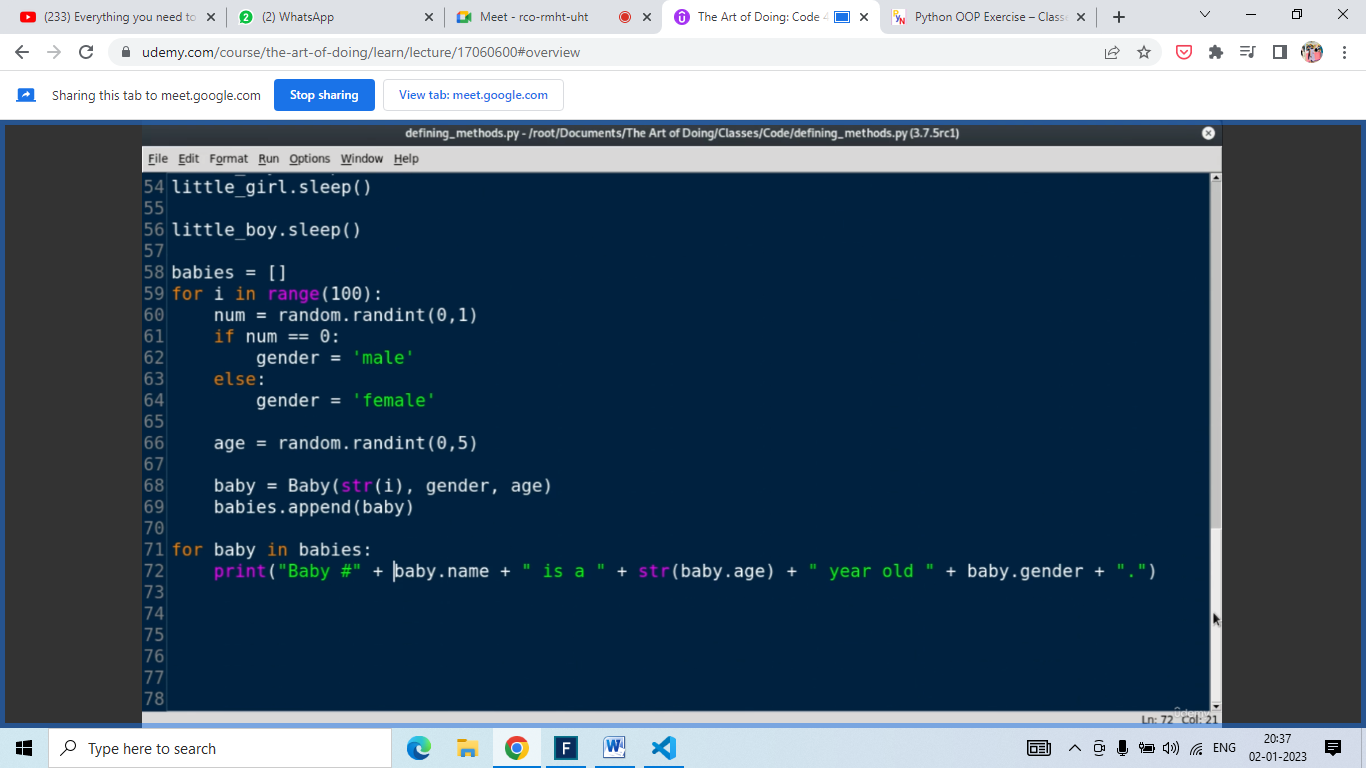 (233) Everything you need to
(2) WhatsApp
Meet - rco-rmht-uht
The Art of Doing: Code 4
Python OOP Exercise – Classe
udemy.com/course/the-art-of-doing/learn/lecture/17060600#overview
Sharing this tab to meet.google.com
Stop sharing
View tab: meet.google.com
defining_methods.py - /root/Documents/The Art of Doing/Classes/Code/defining_methods.py (3.7.5rc1)
File Edit Format Run Options Window Help
54 little_girl.sleep()
55
56 little_boy.sleep()
57
58 babies = []
59 for i in range(100):
60     num = random.randint(0,1)
61     if num == 0:
62         gender = 'male'
63     else:
64         gender = 'female'
65
66     age = random.randint(0,5)
67
68     baby = Baby(str(i), gender, age)
69     babies.append(baby)
70
71 for baby in babies:
72     print("Baby #" + baby.name + " is a " + str(baby.age) + " year old " + baby.gender + ".")
73
74
75
76
77
78
Udemy
Ln: 72 Col: 21
Type here to search
F
W
ENG
20:37
02-01-2023